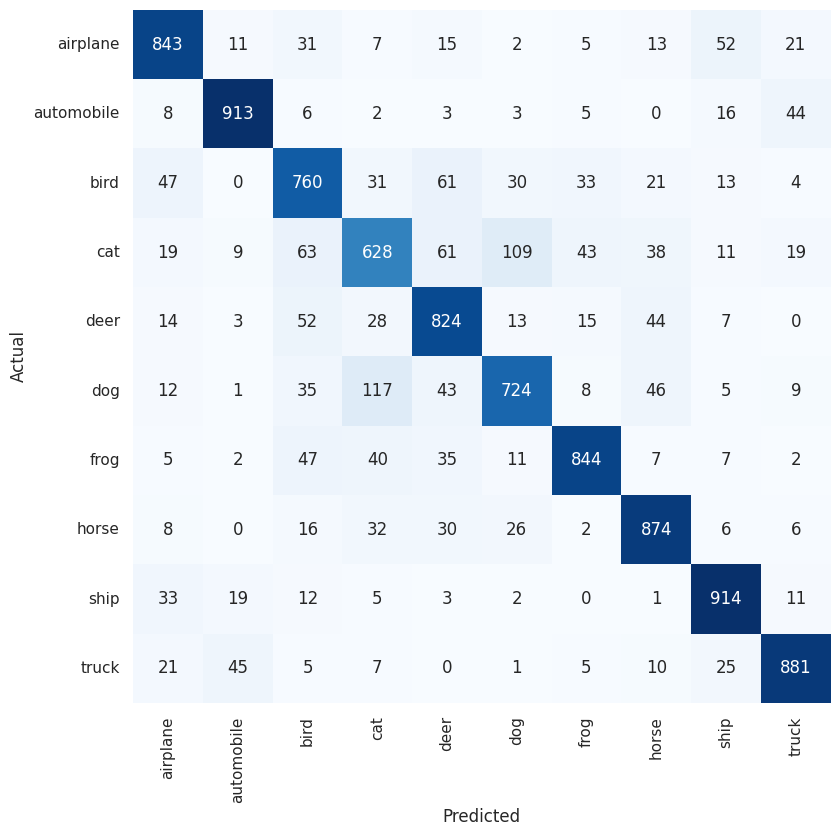 Actual
airplane 843 11 31 7 15 2 5 13 52 21
automobile 8 913 6 2 3 3 5 0 16 44
bird 47 0 760 31 61 30 33 21 13 4
cat 19 9 63 628 61 109 43 38 11 19
deer 14 3 52 28 824 13 15 44 7 0
dog 12 1 35 117 43 724 8 46 5 9
frog 5 2 47 40 35 11 844 7 7 2
horse 8 0 16 32 30 26 2 874 6 6
ship 33 19 12 5 3 2 0 1 914 11
truck 21 45 5 7 0 1 5 10 25 881
airplane automobile bird cat deer dog frog horse ship truck
Predicted